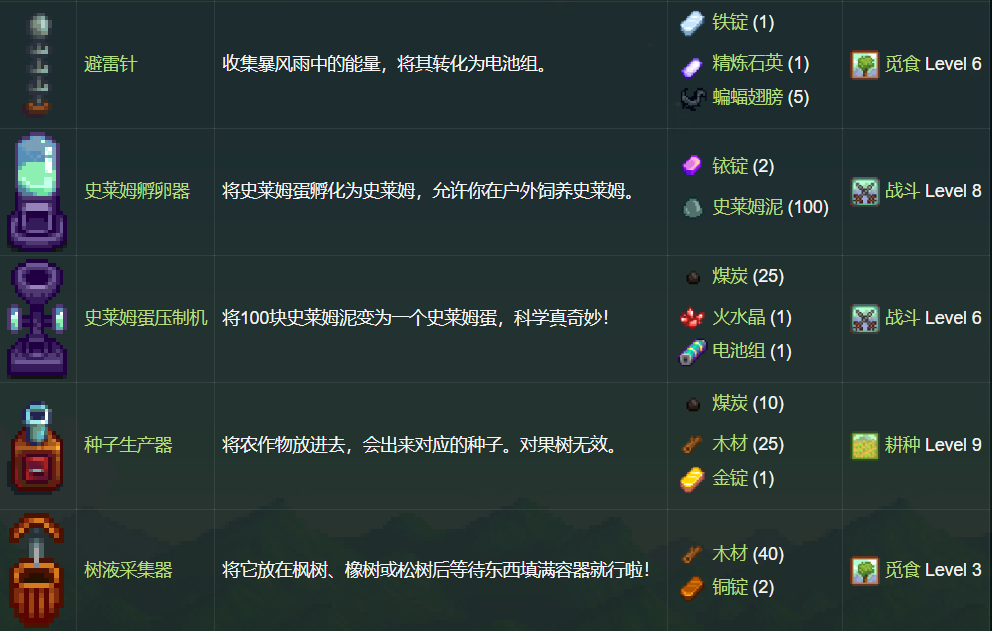 避雷针
收集暴风雨中的能量，将其转化为电池组。
铁锭 (1)
精炼石英 (1)
蝙蝠翅膀 (5)
觅食 Level 6
史莱姆孵卵器
将史莱姆蛋孵化为史莱姆，允许你在户外饲养史莱姆。
铱锭 (2)
史莱姆泥 (100)
战斗 Level 8
史莱姆蛋压制机
将100块史莱姆泥变为一个史莱姆蛋，科学真奇妙！
煤炭 (25)
火水晶 (1)
电池组 (1)
战斗 Level 6
种子生产器
将农作物放进去，会出来对应的种子。对果树无效。
煤炭 (10)
木材 (25)
金锭 (1)
耕种 Level 9
树液采集器
将它放在枫树、橡树或松树后等待东西填满容器就行啦！
木材 (40)
铜锭 (2)
觅食 Level 3